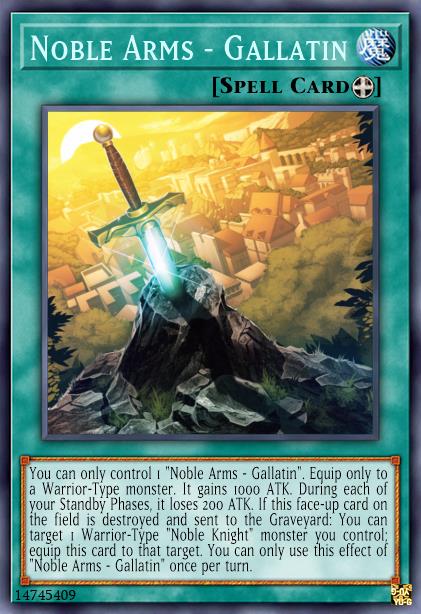 Noble Arms - Gallatin
魔
[Spell Card]
You can only control 1 "Noble Arms - Gallatin". Equip only to
a Warrior-Type monster. It gains 1000 ATK. During each of
your Standby Phases, it loses 200 ATK. If this face-up card on
the field is destroyed and sent to the Graveyard: You can
target 1 Warrior-Type "Noble Knight" monster you control;
equip this card to that target. You can only use this effect of
"Noble Arms - Gallatin" once per turn.
14745409